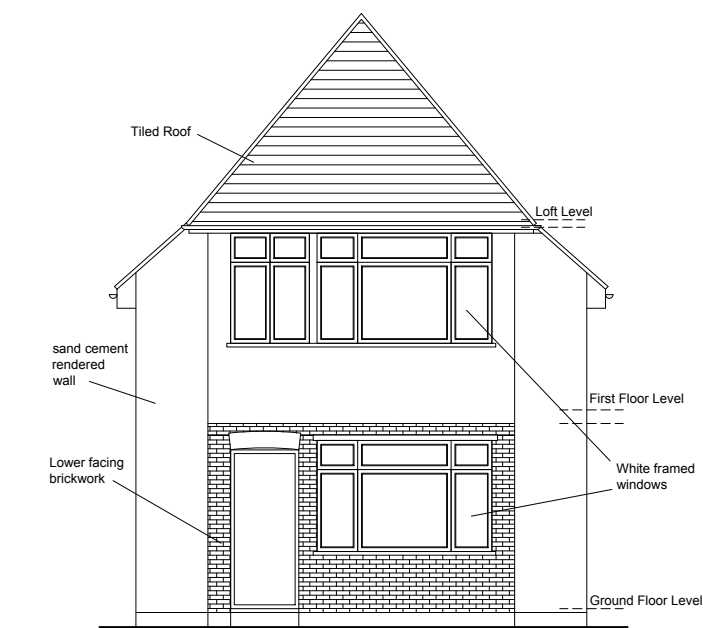 Tiled Roof
Loft Level
sand cement
rendered
wall
First Floor Level
Lower facing
brickwork
White framed
windows
Ground Floor Level